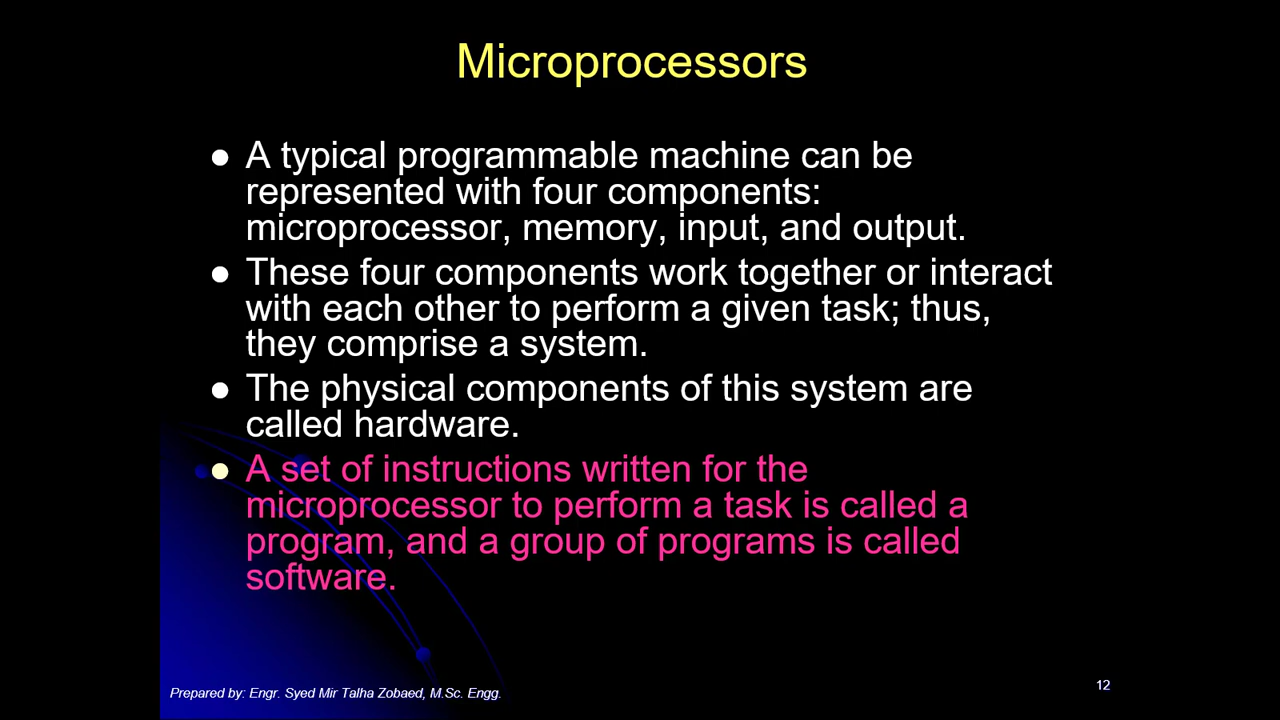 Microprocessors
● A typical programmable machine can be
represented with four components:
microprocessor, memory, input, and output.
● These four components work together or interact
with each other to perform a given task; thus,
they comprise a system.
● The physical components of this system are
called hardware.
● A set of instructions written for the
microprocessor to perform a task is called a
program, and a group of programs is called
software.
Prepared by: Engr. Syed Mir Talha Zobaed, M.Sc. Engg.
12